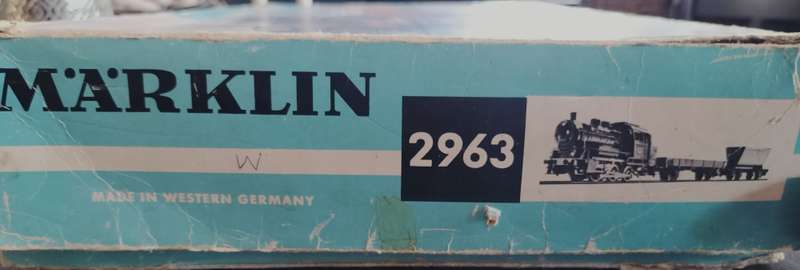 MÄRKLIN
2963
W
MADE IN WESTERN GERMANY